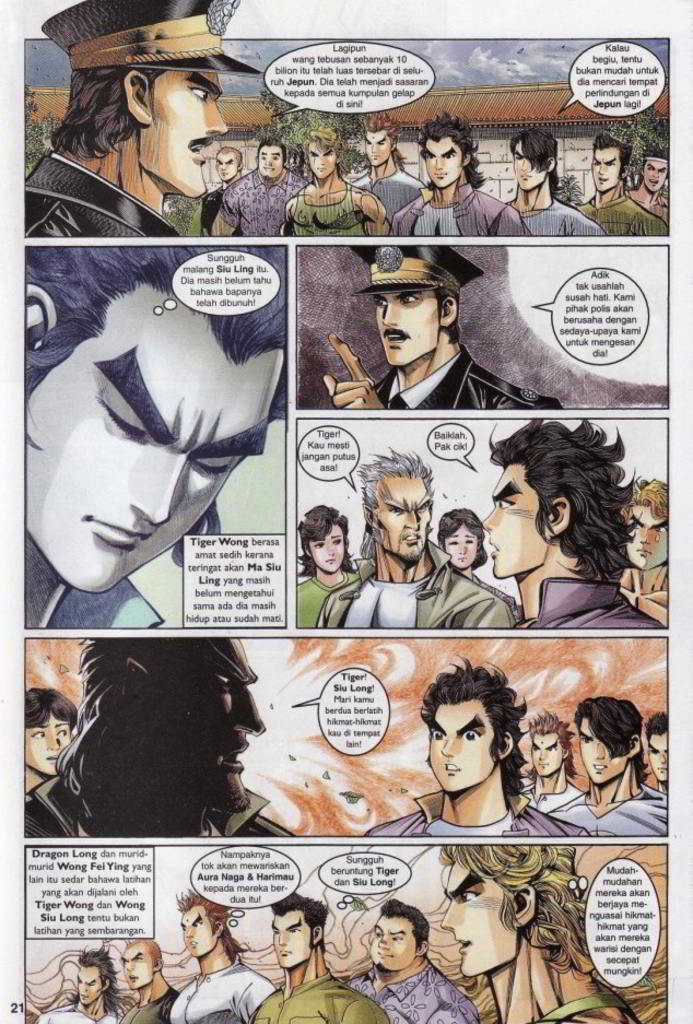 Lagipun
wang tebusan sebanyak 10
bilion itu telah luas tersebar di selu-
ruh Jepun. Dia telah menjadi sasaran
kepada semua kumpulan gelap
di sini!
Kalau
begiu, tentu
bukan mudah untuk
dia mencari tempat
perlindungan di
Jepun lagi!
Sungguh
malang Siu Ling itu.
Dia masih belum tahu
bahawa bapanya
telah dibunuh!
Adik
tak usahlah
susah hati. Kami
pihak polis akan
berusaha dengan
sedaya-upaya kami
untuk mengesan
dia!
Tiger Wong berasa
amat sedih kerana
teringat akan Ma Siu
Ling yang masih
belum mengetahui
sama ada dia masih
hidup atau sudah mati.
Tiger!
Kau mesti
jangan putus
asa!
Baiklah,
Pak cik!
Tiger!
Siu Long!
Mari kamu
berdua berlatih
hikmat-hikmat
kau di tempat
lain!
Dragon Long dan murid-
murid Wong Fei Ying yang
lain itu sedar bahawa latihan
yang akan dijalani oleh
Tiger Wong dan Wong
Siu Long tentu bukan
latihan yang sembarangan.
Nampaknya
tok akan mewariskan
Aura Naga & Harimau
kepada mereka ber-
dua itu!
Sungguh
beruntung Tiger
dan Siu Long!
Mudah-
mudahan
mereka akan
berjaya me-
nguasai hikmat-
hikmat yang
akan mereka
warisi dengan
secepat
mungkin!
21